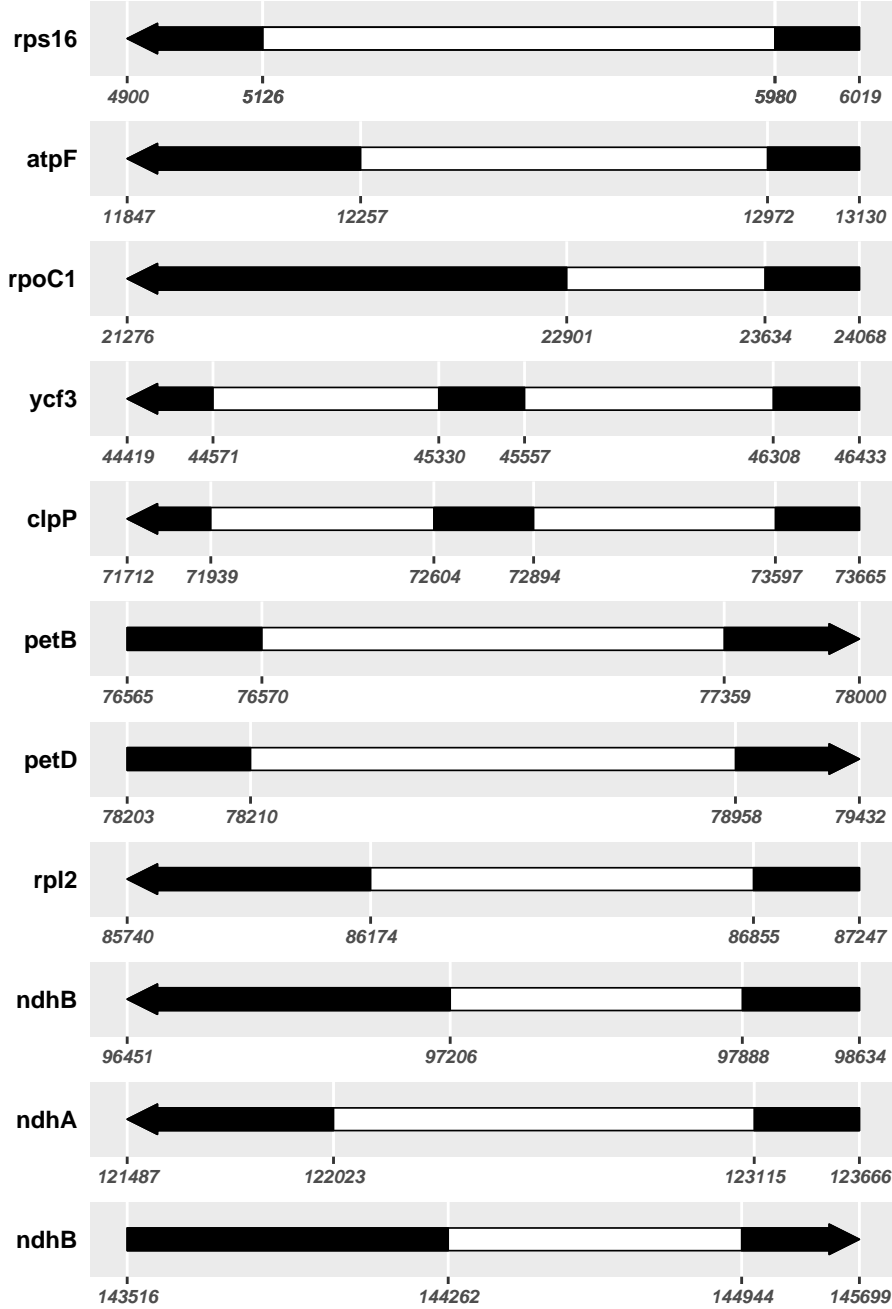 rps16
4900 5126 5980 6019
atpF
11847 12257 12972 13130
rpoC1
21276 22901 23634 24068
ycf3
44419 44571 45330 45557 46308 46433
clpP
71712 71939 72604 72894 73597 73665
petB
76565 76570 77359 78000
petD
78203 78210 78958 79432
rpl2
85740 86174 86855 87247
ndhB
96451 97206 97888 98634
ndhA
121487 122023 123115 123666
ndhB
143516 144262 144944 145699